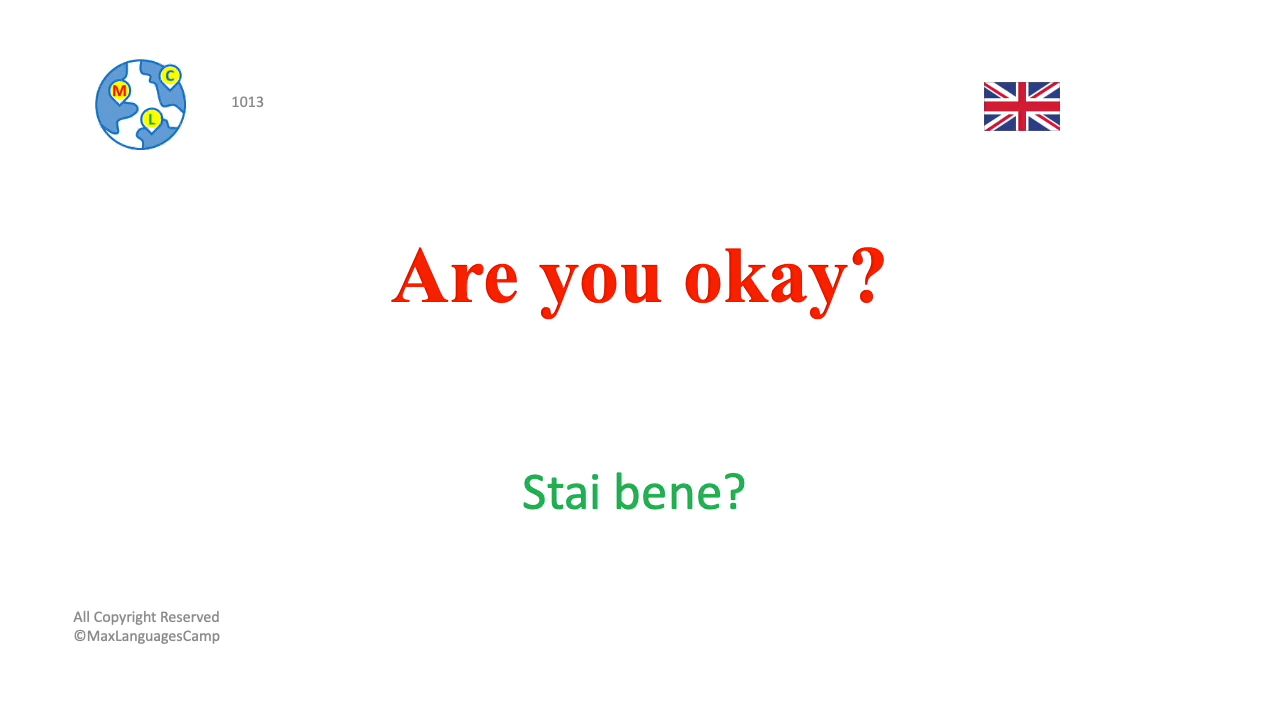 M
C
L
1013
Are you okay?
Stai bene?
All Copyright Reserved
©MaxLanguagesCamp